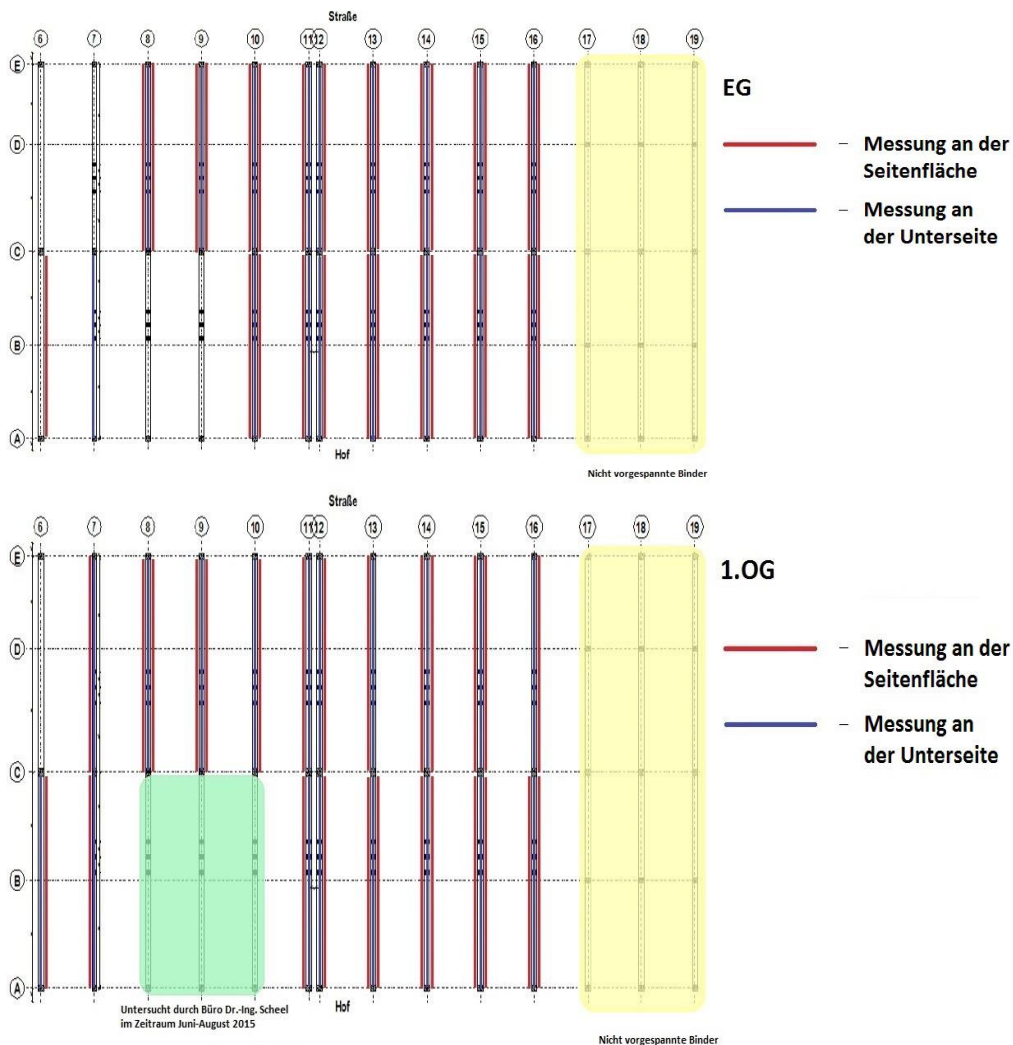 Straße
6 7 8 9 10 11 12 13 14 15 16 17 18 19
E
EG
D
– Messung an der
Seitenfläche
– Messung an
der Unterseite
C
B
A
Hof
Nicht vorgespannte Binder
Straße
6 7 8 9 10 11 12 13 14 15 16 17 18 19
E
1.OG
D
– Messung an der
Seitenfläche
– Messung an
der Unterseite
C
B
A
Untersucht durch Büro Dr.-Ing. Scheel
im Zeitraum Juni-August 2015
Hof
Nicht vorgespannte Binder